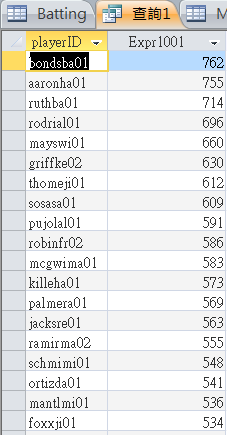 Batting 查詢1 M
playerID Expr1001
bondsba01 762
aaronha01 755
ruthba01 714
rodrial01 696
mayswi01 660
griffke02 630
thomeji01 612
sosasa01 609
pujolal01 591
robinfr02 586
mcgwima01 583
killeha01 573
palmera01 569
jacksre01 563
ramirma02 555
schmimi01 548
ortizda01 541
mantlmi01 536
foxxji01 534